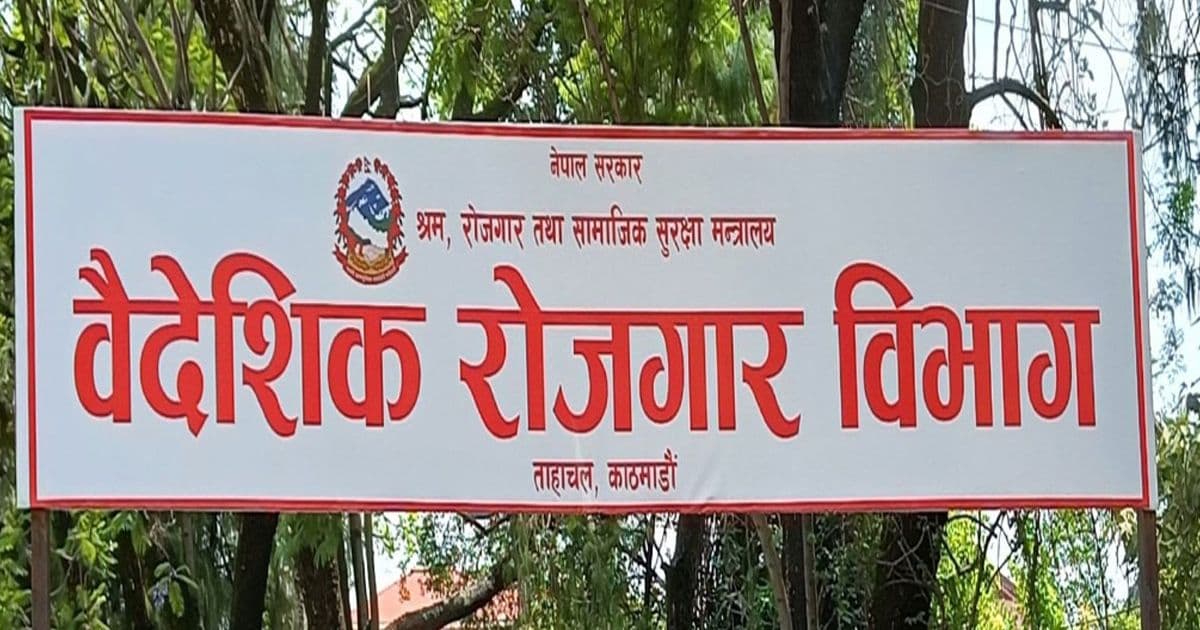 नेपाल सरकार
श्रम, रोजगार तथा सामाजिक सुरक्षा मन्त्रालय
वैदेशिक रोजगार विभाग
ताहाचल, काठमाडौं